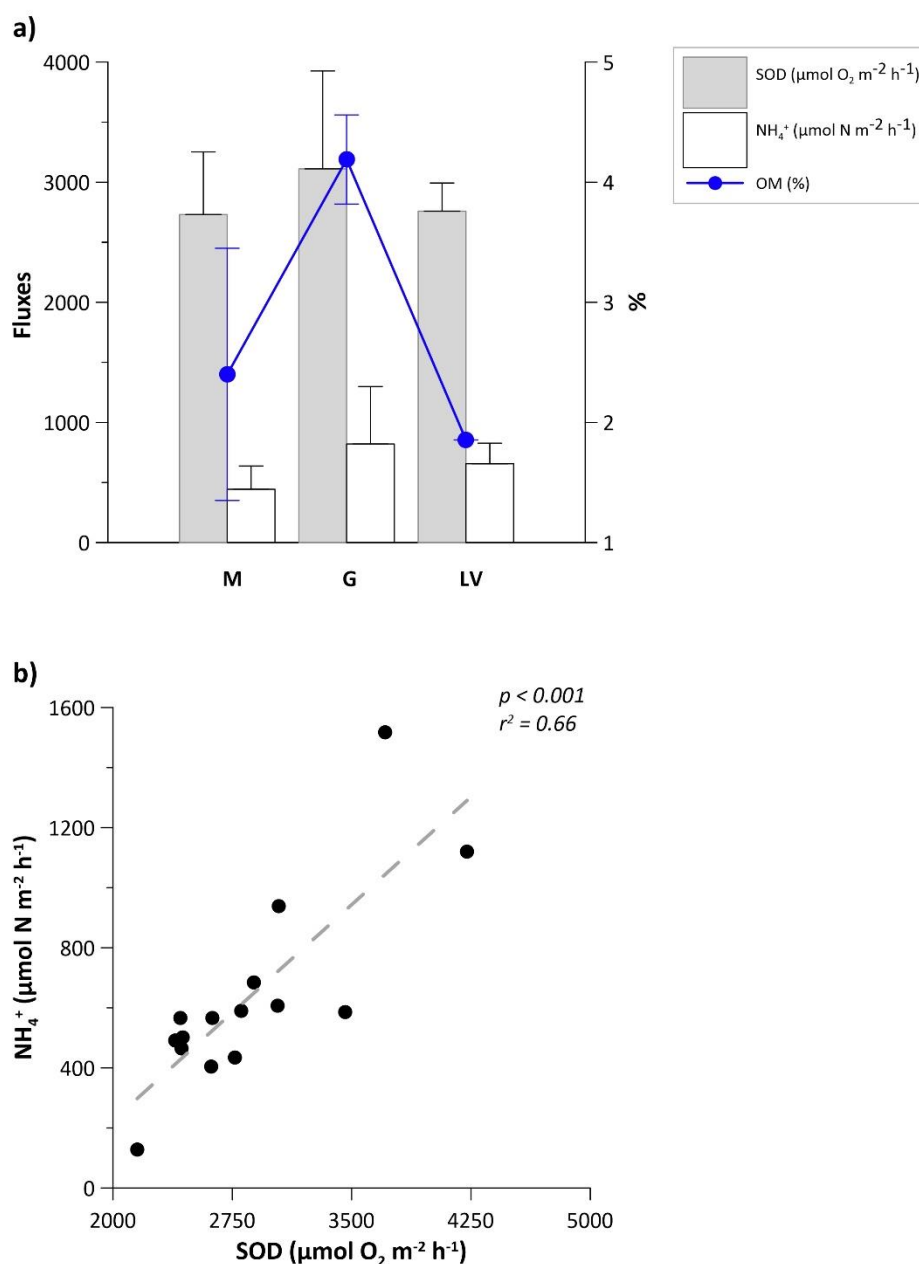 a)
4000
3000
2000
1000
0
Fluxes
5
4
3
2
1
%
M G LV
SOD (µmol O₂ m⁻² h⁻¹)
NH₄⁺ (µmol N m⁻² h⁻¹)
OM (%)
b)
p < 0.001
r² = 0.66
1600
1200
800
400
0
NH₄⁺ (µmol N m⁻² h⁻¹)
2000 2750 3500 4250 5000
SOD (µmol O₂ m⁻² h⁻¹)